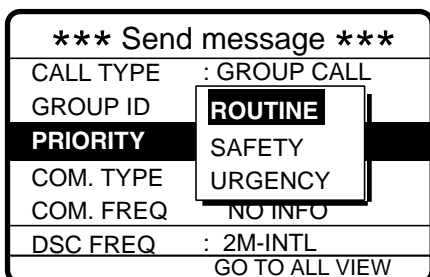 *** Send message ***
CALL TYPE : GROUP CALL
GROUP ID
ROUTINE
PRIORITY
SAFETY
COM. TYPE
URGENCY
COM. FREQ NO INFO
DSC FREQ : 2M-INTL
GO TO ALL VIEW